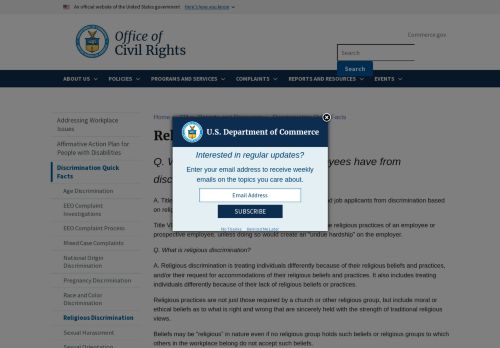 An official website of the United States government Here's how you know
Office of
Civil Rights
Commerce.gov
Search
Search
ABOUT US
POLICIES
PROGRAMS AND SERVICES
COMPLAINTS
REPORTS AND RESOURCES
EVENTS
Addressing Workplace
Issues
Affirmative Action Plan for
People with Disabilities
Discrimination Quick
Facts
Age Discrimination
EEO Complaint
Investigations
EEO Complaint Process
Mixed Case Complaints
National Origin
Discrimination
Pregnancy Discrimination
Race and Color
Discrimination
Religious Discrimination
Sexual Harassment
Sexual Orientation
Home
U.S. Department of Commerce
Interested in regular updates?
Enter your email address to receive weekly
emails on the topics you care about.
Email Address
SUBSCRIBE
No Thanks Remind Me Later
Rel
Q. W
ees have from
disc
A. Title
nd job applicants from discrimination based
on relig
Title V
he religious practices of an employee or
prospective employee, unless doing so would create an "undue hardship" on the employer.
Q. What is religious discrimination?
A. Religious discrimination is treating individuals differently because of their religious beliefs and practices,
and/or their request for accommodations of their religious beliefs and practices. It also includes treating
individuals differently because of their lack of religious beliefs or practices.
Religious practices are not just those required by a church or other religious group, but include moral or
ethical beliefs as to what is right and wrong that are sincerely held with the strength of traditional religious
views.
Beliefs may be "religious" in nature even if no religious group holds such beliefs or religious groups to which
others in the workplace belong do not accept such beliefs.